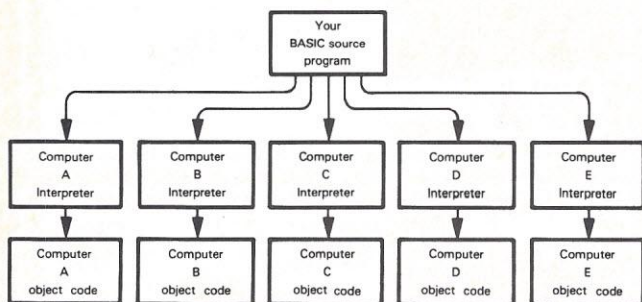 Your
BASIC source
program
Computer
A
Interpreter
Computer
B
Interpreter
Computer
C
Interpreter
Computer
D
Interpreter
Computer
E
Interpreter
Computer
A
object code
Computer
B
object code
Computer
C
object code
Computer
D
object code
Computer
E
object code